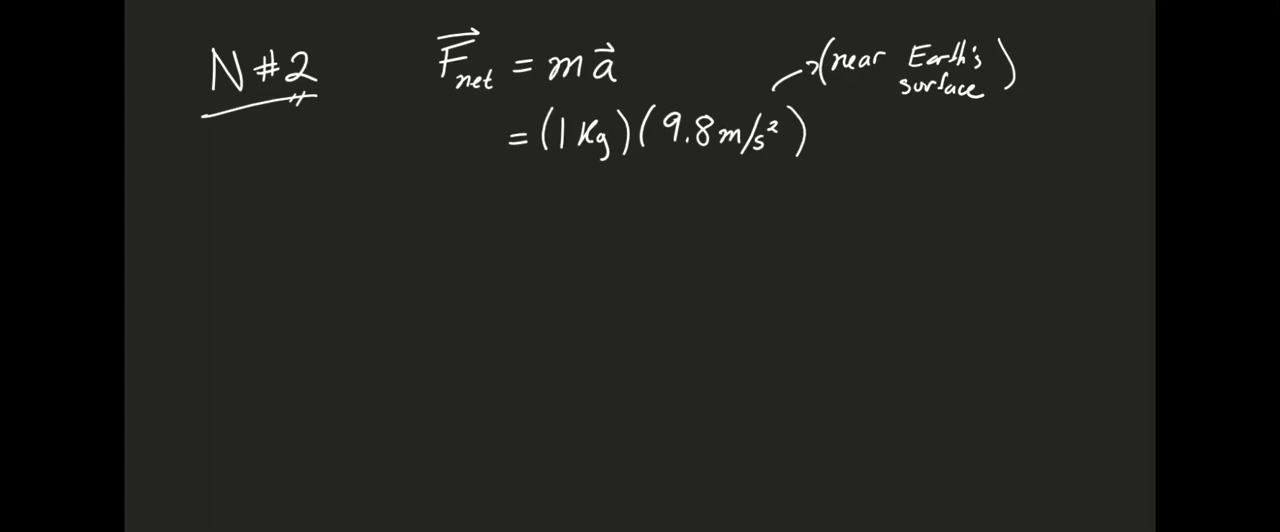 N #2
F⃗net = m a⃗
(near Earth's
surface)
= (1 Kg)(9.8 m/s²)